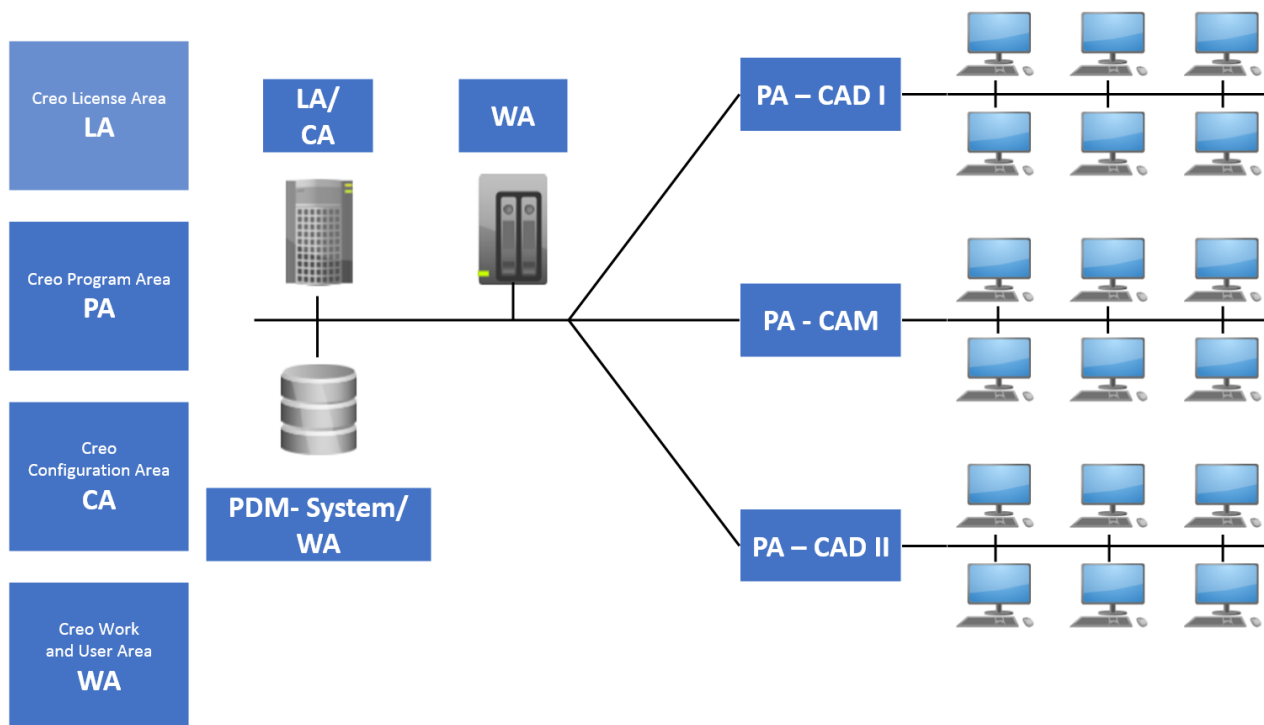 Creo License Area
LA
Creo Program Area
PA
Creo
Configuration Area
CA
Creo Work
and User Area
WA
LA/
CA
WA
PDM- System/
WA
PA – CAD I
PA - CAM
PA – CAD II